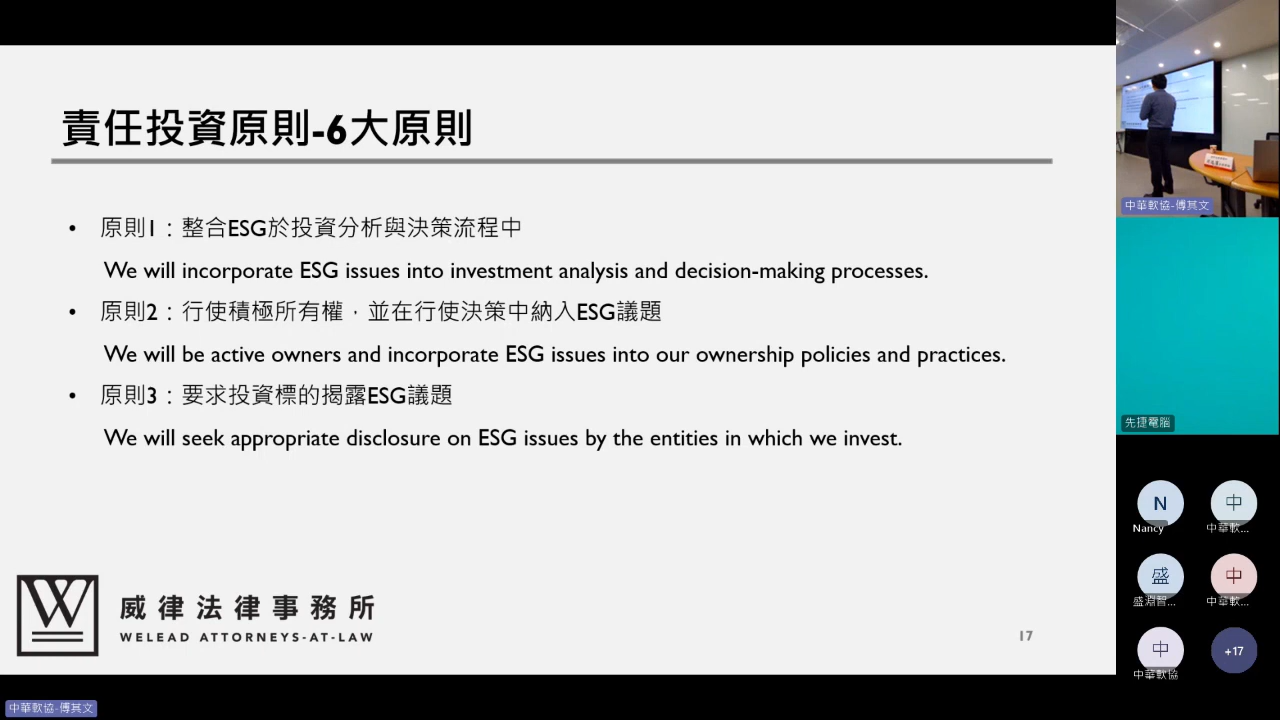 責任投資原則-6大原則
• 原則1：整合ESG於投資分析與決策流程中
We will incorporate ESG issues into investment analysis and decision-making processes.
• 原則2：行使積極所有權，並在行使決策中納入ESG議題
We will be active owners and incorporate ESG issues into our ownership policies and practices.
• 原則3：要求投資標的揭露ESG議題
We will seek appropriate disclosure on ESG issues by the entities in which we invest.
W
威律法律事務所
WELEAD ATTORNEYS-AT-LAW
17
中華軟協-傅其文
中華軟協-傅其文
先捷電腦
N
中
Nancy
中華軟...
盛
中
盛淵智...
中華軟...
中
+17
中華軟協